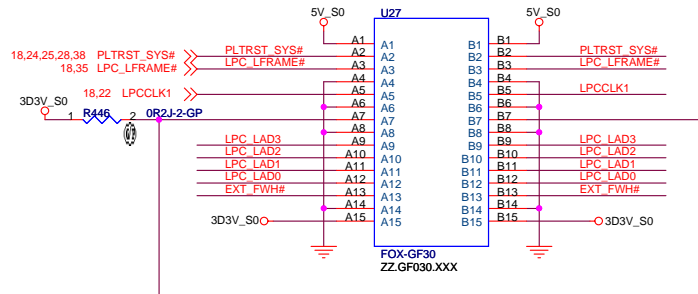 U27
5V_S0 5V_S0
A1 A1 B1 B1
18,24,25,28,38 PLTRST_SYS# PLTRST_SYS# A2 A2 B2 B2 PLTRST_SYS#
18,35 LPC_LFRAME# LPC_LFRAME# A3 A3 B3 B3 LPC_LFRAME#
A4 A4 B4 B4
18,22 LPCCLK1 A5 A5 B5 B5 LPCCLK1
A6 A6 B6 B6
3D3V_S0 R446 1 2 0R2J-2-GP A7 A7 B7 B7
A8 A8 B8 B8
LPC_LAD3 A9 A9 B9 B9 LPC_LAD3
LPC_LAD2 A10 A10 B10 B10 LPC_LAD2
LPC_LAD1 A11 A11 B11 B11 LPC_LAD1
LPC_LAD0 A12 A12 B12 B12 LPC_LAD0
EXT_FWH# A13 A13 B13 B13 EXT_FWH#
A14 A14 B14 B14
3D3V_S0 A15 A15 B15 B15 3D3V_S0
FOX-GF30
ZZ.GF030.XXX